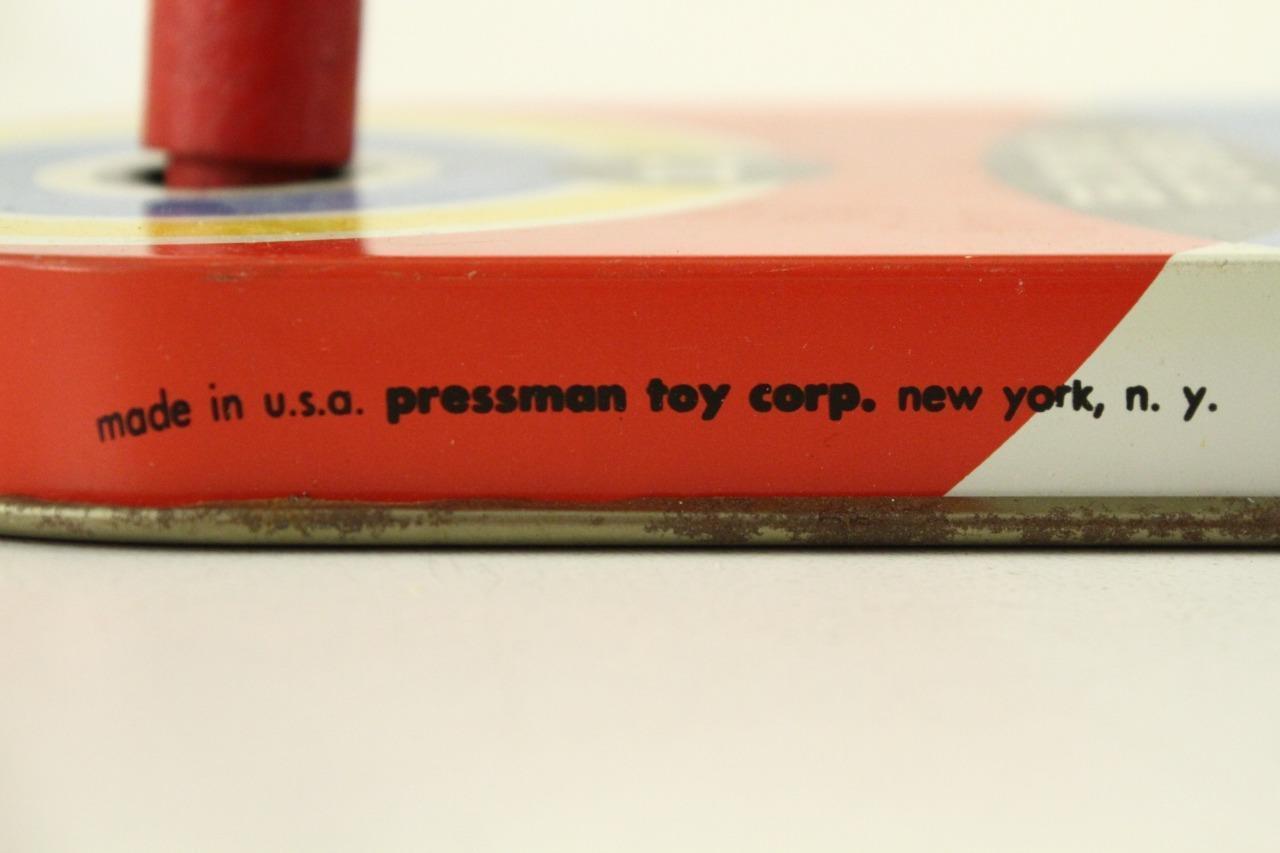 made in u.s.a. pressman toy corp. new york, n. y.